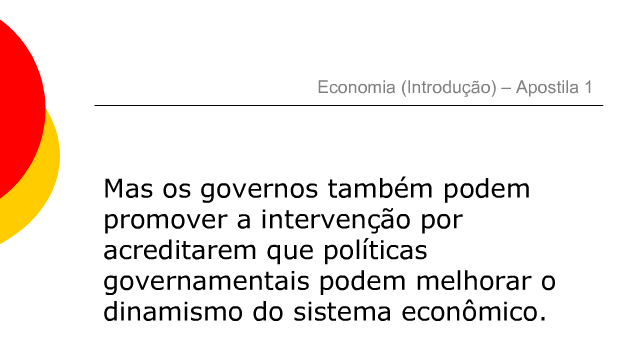 Economia (Introdução) – Apostila 1
Mas os governos também podem
promover a intervenção por
acreditarem que políticas
governamentais podem melhorar o
dinamismo do sistema econômico.